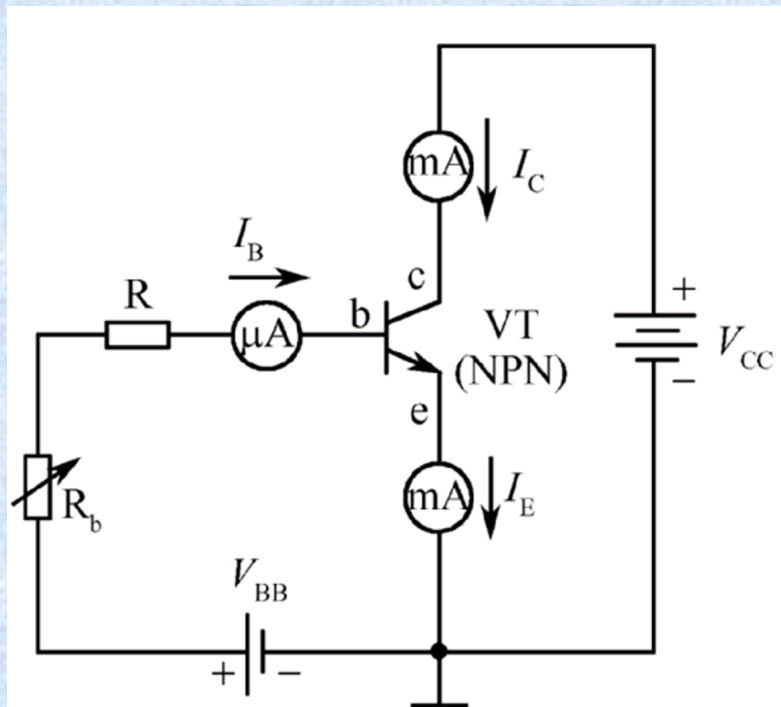 mA
I_C
I_B
c
R
μA
b
VT
(NPN)
+
V_CC
−
e
R_b
mA
I_E
V_BB
+
−